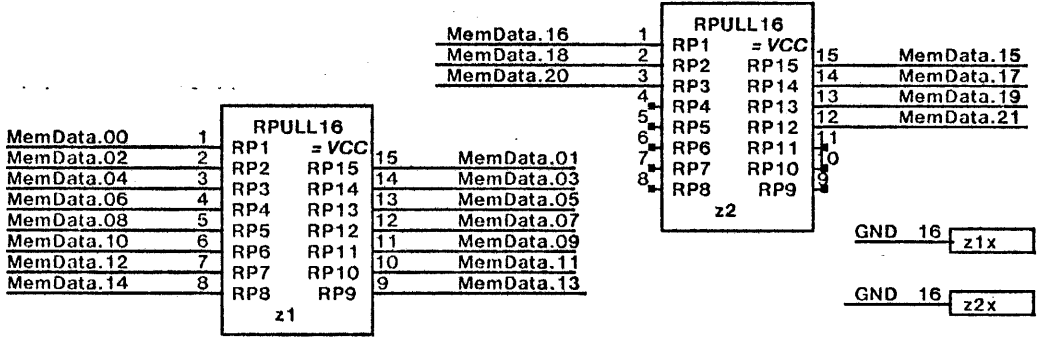 RPULL16
MemData.16 1 RP1 = VCC
MemData.18 2 RP2 RP15 15 MemData.15
MemData.20 3 RP3 RP14 14 MemData.17
4 RP4 RP13 13 MemData.19
5 RP5 RP12 12 MemData.21
6 RP6 RP11 11
7 RP7 RP10 0
8 RP8 RP9 9
z2
RPULL16
MemData.00 1 RP1 = VCC
MemData.02 2 RP2 RP15 15 MemData.01
MemData.04 3 RP3 RP14 14 MemData.03
MemData.06 4 RP4 RP13 13 MemData.05
MemData.08 5 RP5 RP12 12 MemData.07
MemData.10 6 RP6 RP11 11 MemData.09
MemData.12 7 RP7 RP10 10 MemData.11
MemData.14 8 RP8 RP9 9 MemData.13
z1
GND 16 z1x
GND 16 z2x